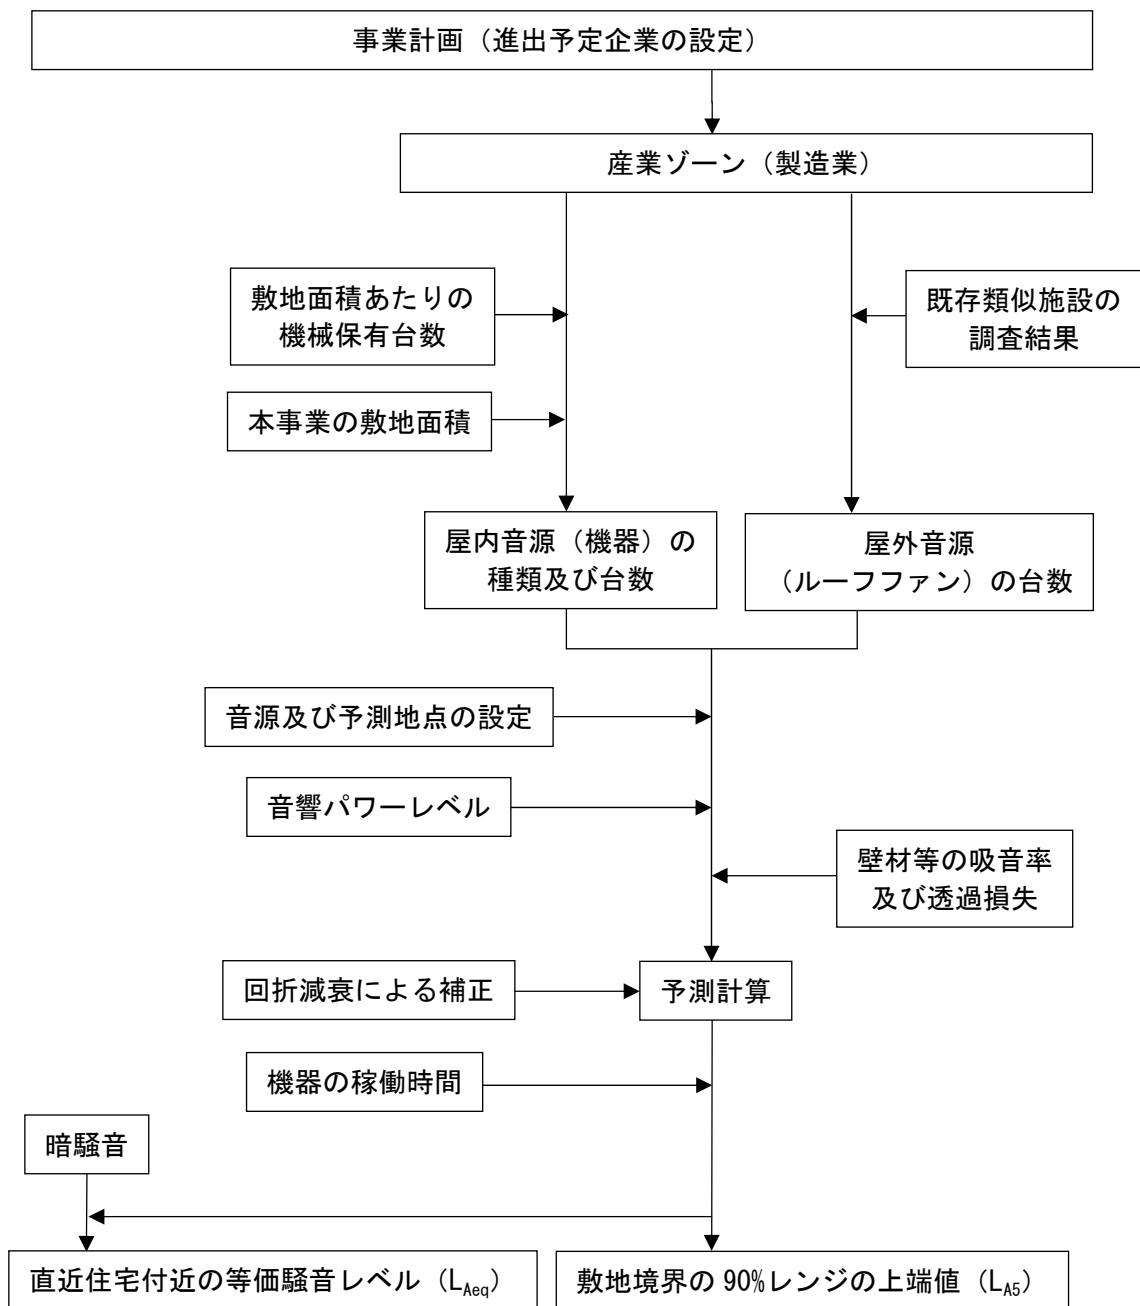 事業計画（進出予定企業の設定）
産業ゾーン（製造業）
敷地面積あたりの
機械保有台数
既存類似施設の
調査結果
本事業の敷地面積
屋内音源（機器）の
種類及び台数
屋外音源
（ルーフファン）の台数
音源及び予測地点の設定
音響パワーレベル
壁材等の吸音率
及び透過損失
回折減衰による補正
予測計算
機器の稼働時間
暗騒音
直近住宅付近の等価騒音レベル（LAeq）
敷地境界の 90%レンジの上端値（LA5）